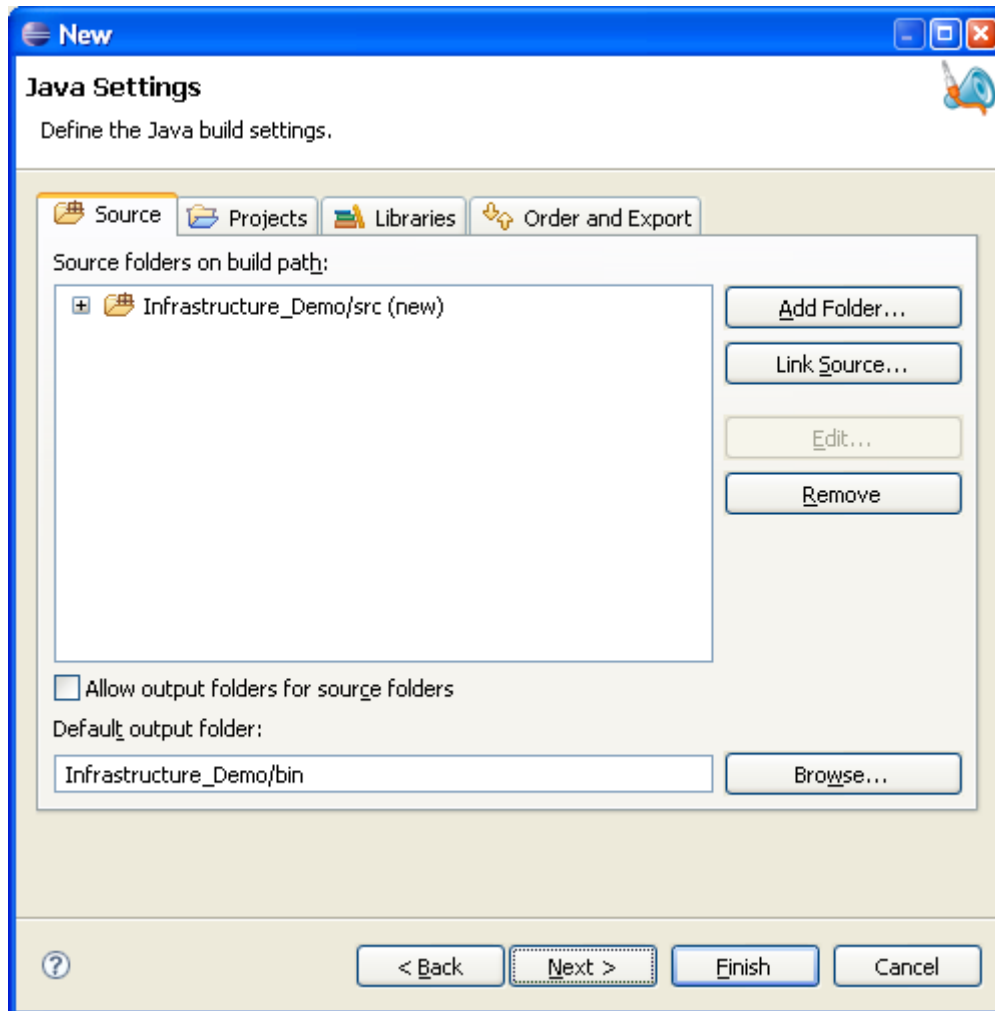 New
Java Settings
Define the Java build settings.
Source Projects Libraries Order and Export
Source folders on build path:
Infrastructure_Demo/src (new)
Add Folder...
Link Source...
Edit...
Remove
Allow output folders for source folders
Default output folder:
Infrastructure_Demo/bin
Browse...
? < Back Next > Finish Cancel